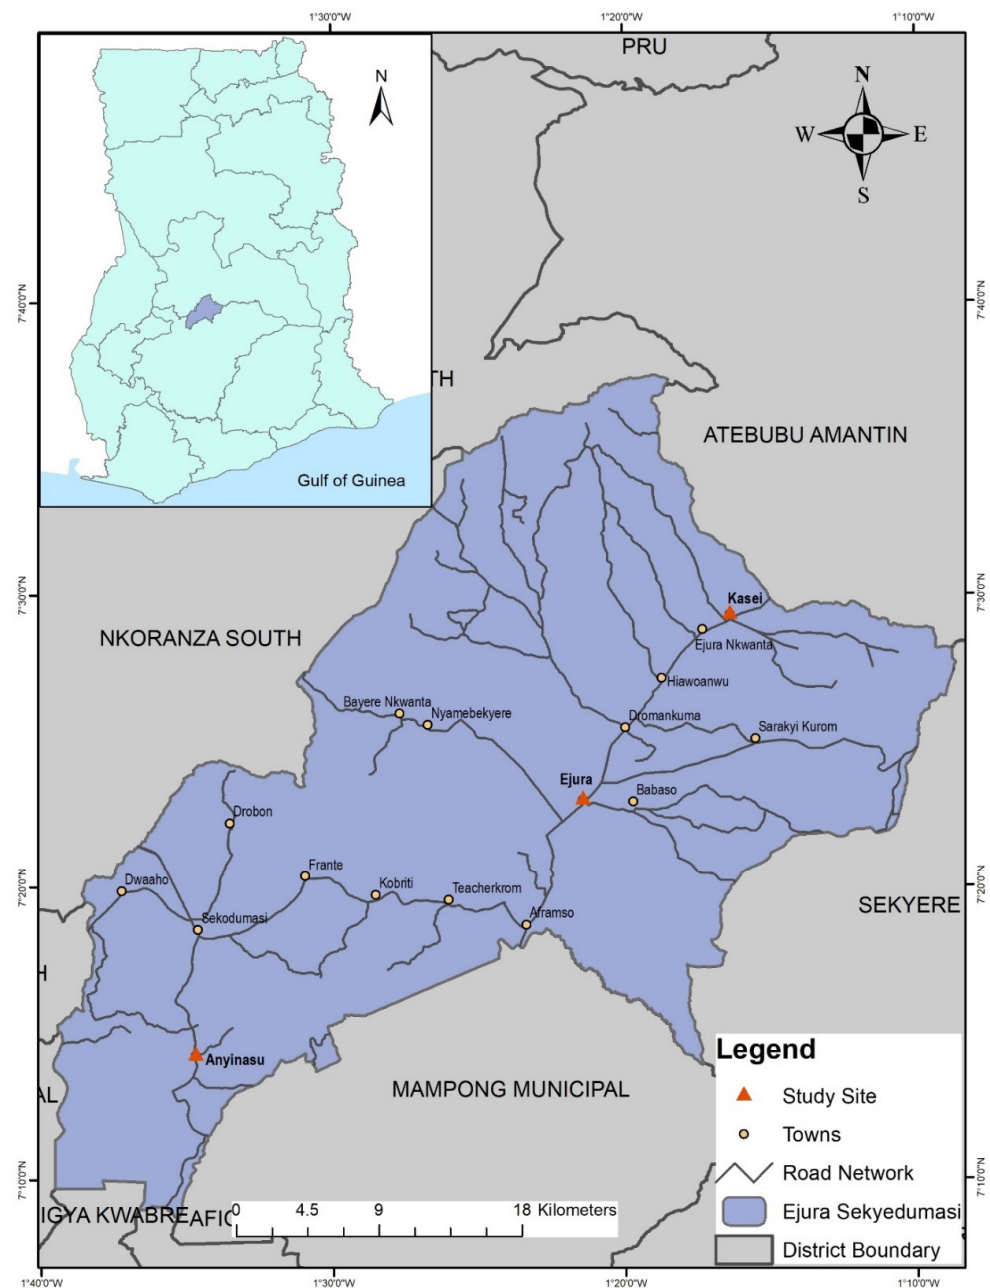 1°30'0"W
1°20'0"W
1°10'0"W
PRU
N
N
W
E
S
7°40'0"N
7°40'0"N
TH
ATEBUBU AMANTIN
Gulf of Guinea
7°30'0"N
7°30'0"N
Kasei
NKORANZA SOUTH
Ejura Nkwanta
Hiawoanwu
Bayere Nkwanta
Nyamebekyere
Dromankuma
Sarakyi Kurom
Ejura
Babaso
Drobon
Frante
Dwaaho
Kobriti
Teacherkrom
7°20'0"N
7°20'0"N
Sekodumasi
Aframso
SEKYERE
H
Anyinasu
MAMPONG MUNICIPAL
AL
Legend
Study Site
Towns
Road Network
Ejura Sekyedumasi
District Boundary
7°10'0"N
7°10'0"N
IGYA KWABRE
AFIG
0 4.5 9 18 Kilometers
1°40'0"W
1°30'0"W
1°20'0"W
1°10'0"W